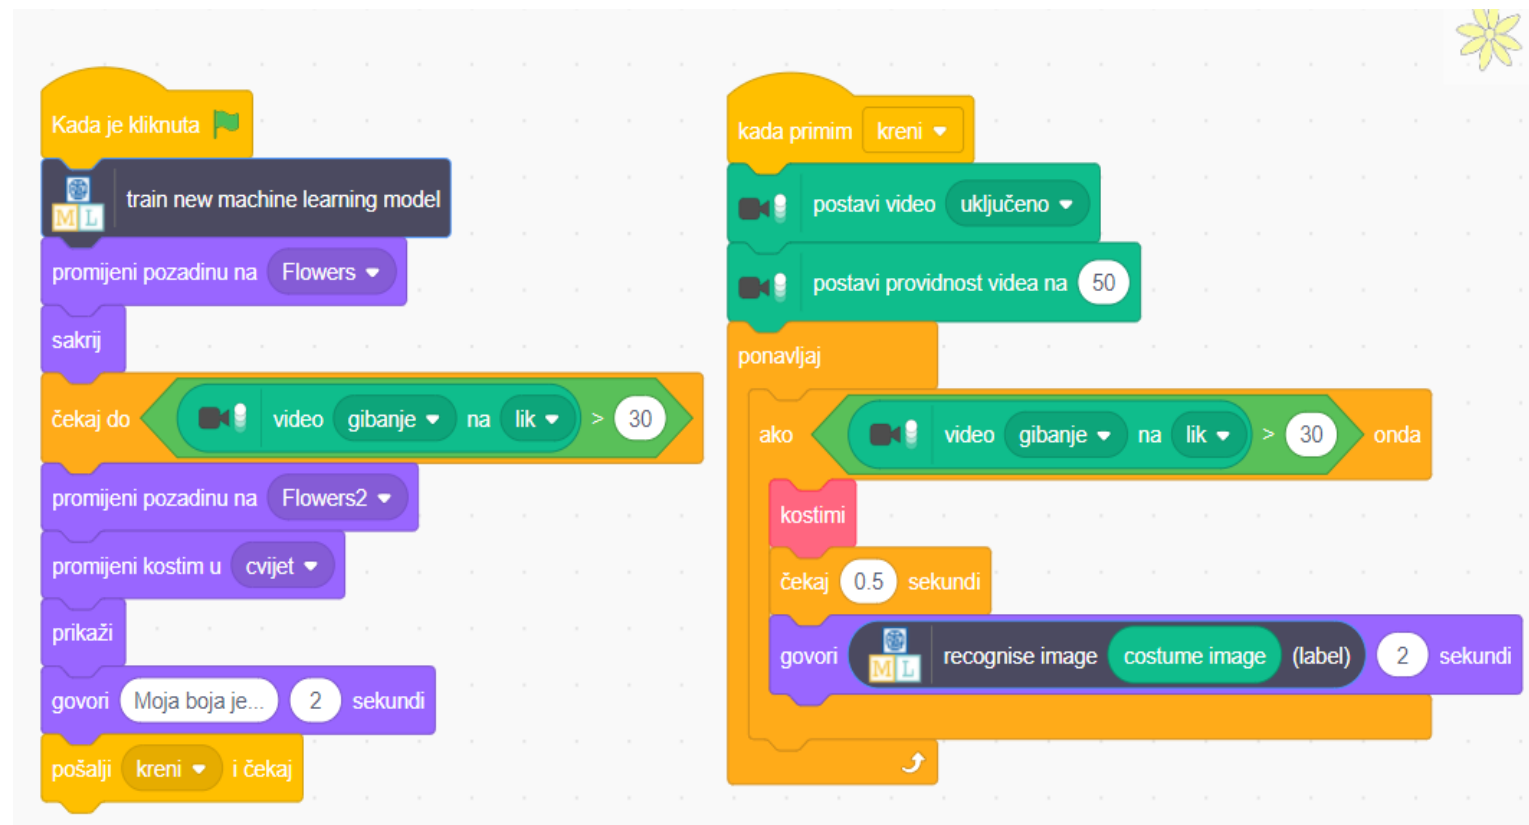 Kada je kliknuta
M L train new machine learning model
promijeni pozadinu na Flowers
sakrij
čekaj do video gibanje na lik > 30
promijeni pozadinu na Flowers2
promijeni kostim u cvijet
prikaži
govori Moja boja je... 2 sekundi
pošalji kreni i čekaj
kada primim kreni
postavi video uključeno
postavi providnost videa na 50
ponavljaj
ako video gibanje na lik > 30 onda
kostimi
čekaj 0.5 sekundi
govori M L recognise image costume image (label) 2 sekundi